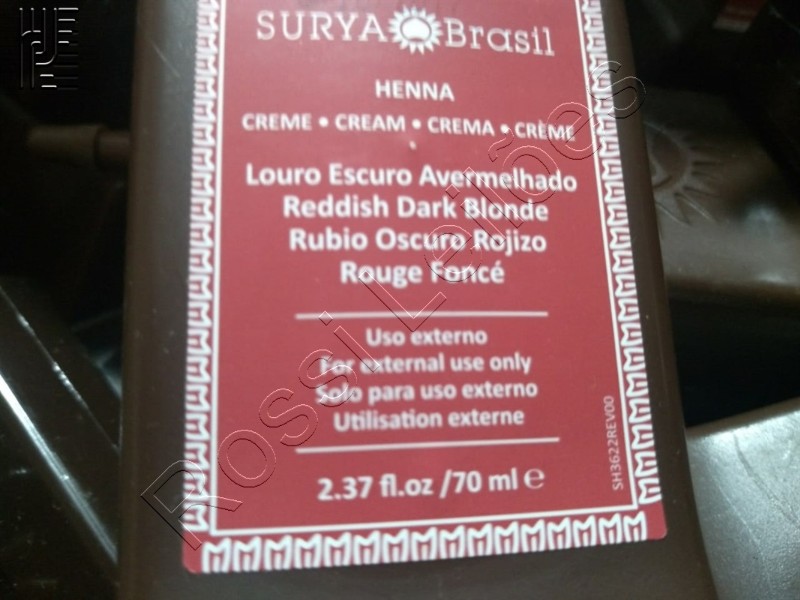 SURYA Brasil
HENNA
CREME • CREAM • CREMA • CRÈME
Louro Escuro Avermelhado
Reddish Dark Blonde
Rubio Oscuro Rojizo
Rouge Foncé
Uso externo
For external use only
Solo para uso externo
Utilisation externe
2.37 fl.oz /70 ml ℮
SH3622REV00
Rossi Leilões